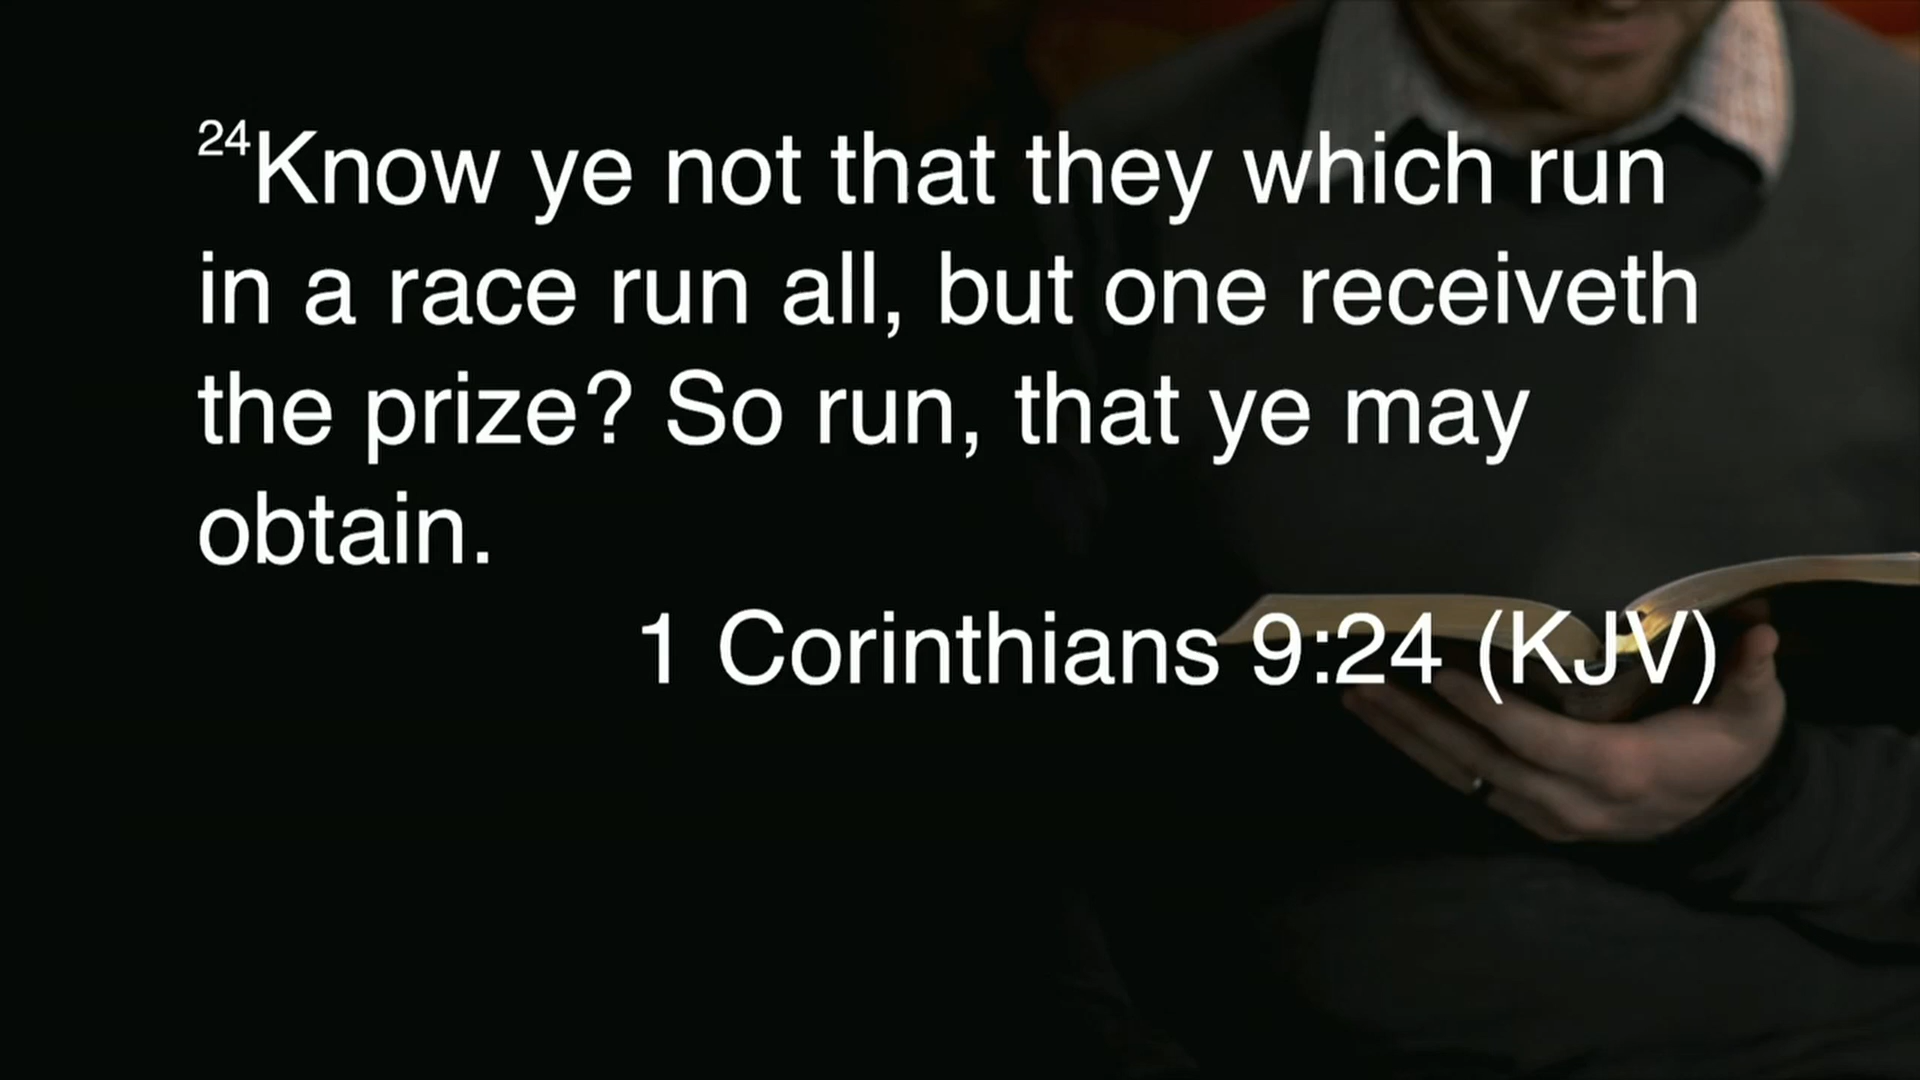 24Know ye not that they which run
in a race run all, but one receiveth
the prize? So run, that ye may
obtain.
1 Corinthians 9:24 (KJV)